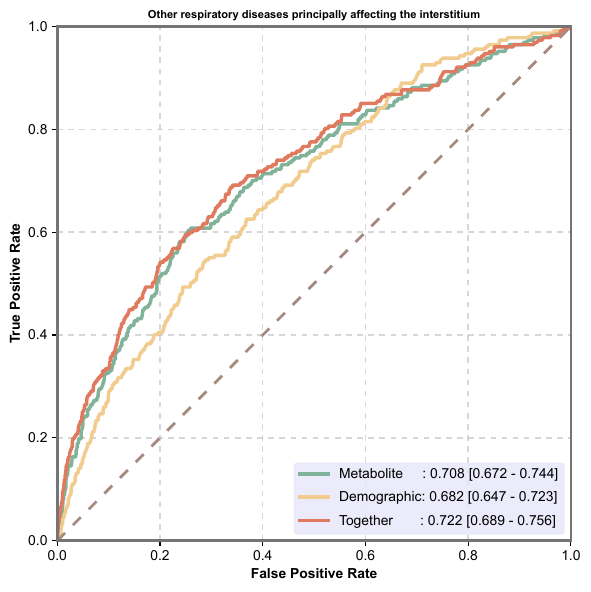 Other respiratory diseases principally affecting the interstitium
1.0
0.8
0.6
0.4
0.2
0.0
True Positive Rate
Metabolite : 0.708 [0.672 - 0.744]
Demographic: 0.682 [0.647 - 0.723]
Together : 0.722 [0.689 - 0.756]
0.0 0.2 0.4 0.6 0.8 1.0
False Positive Rate